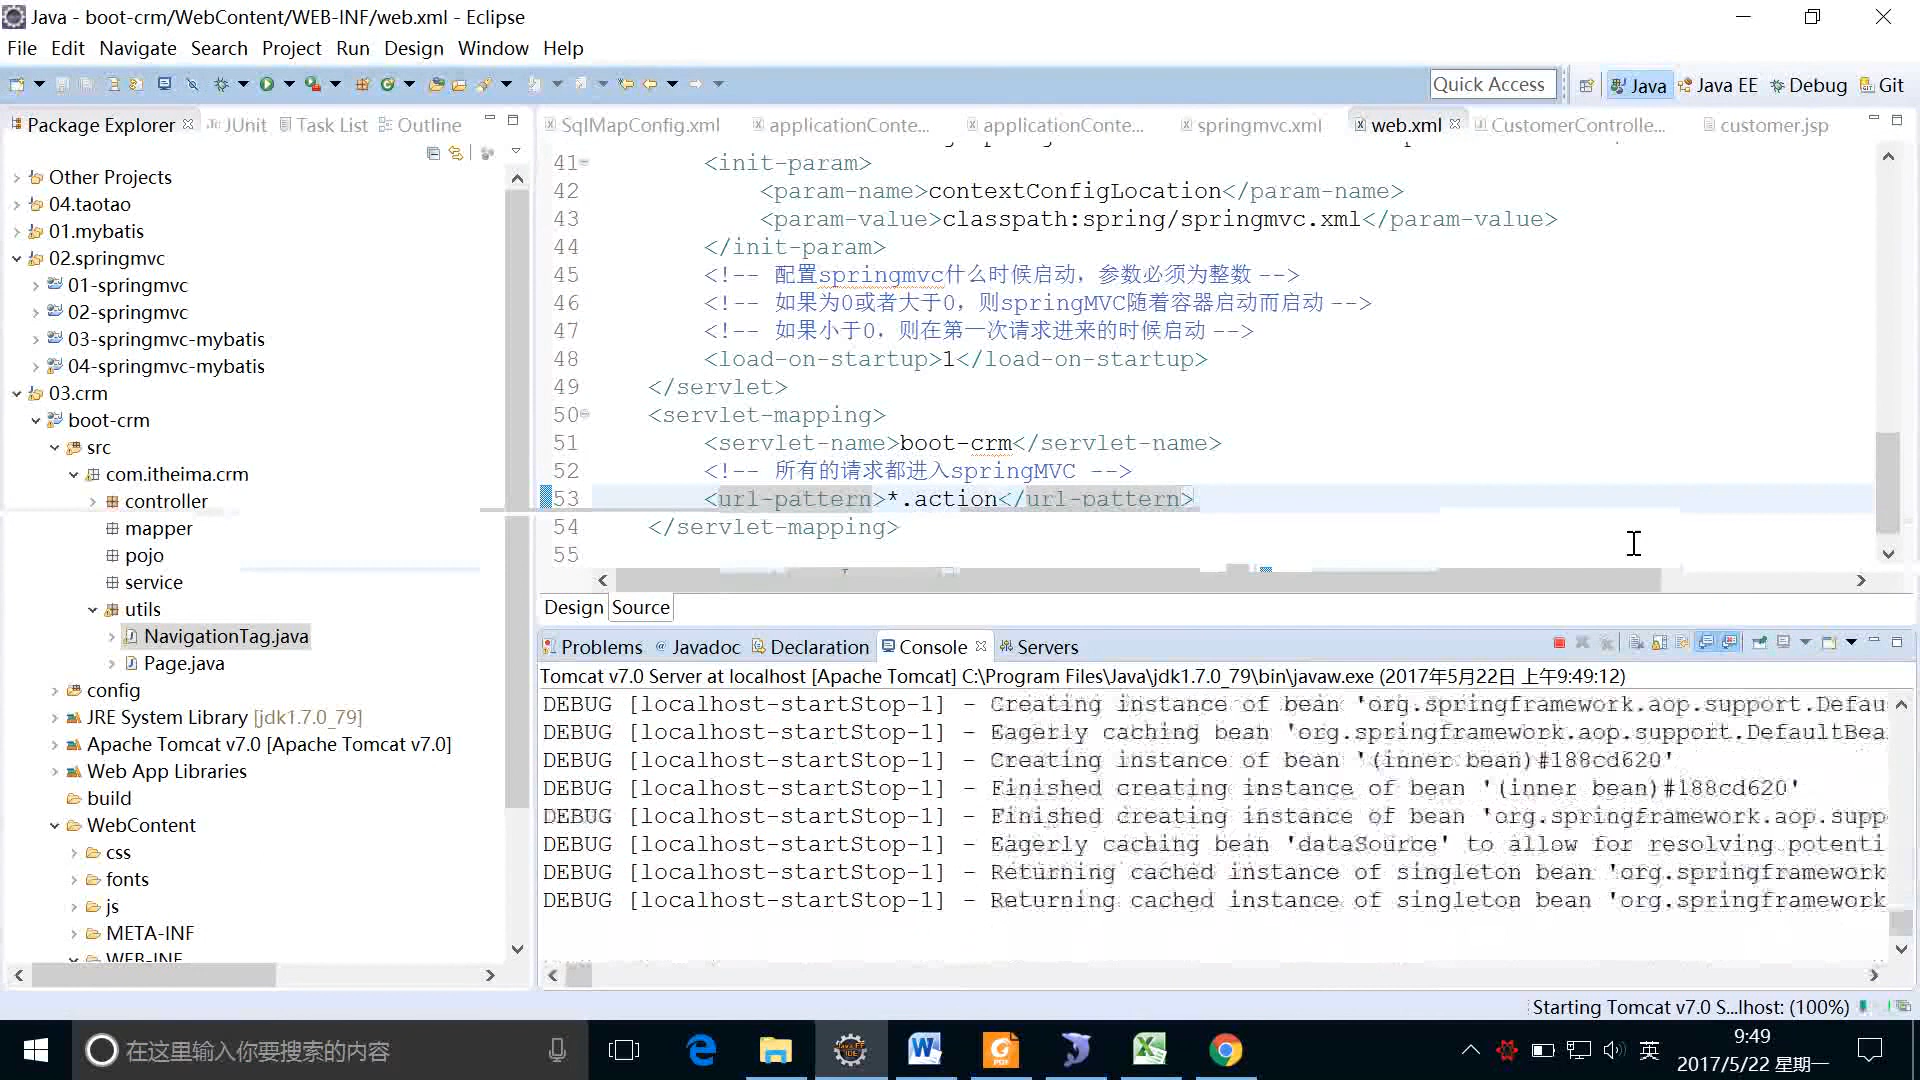 Java - boot-crm/WebContent/WEB-INF/web.xml - Eclipse
File Edit Navigate Search Project Run Design Window Help
Quick Access
Java
Java EE
Debug
Git
Package Explorer
JUnit
Task List
Outline
SqlMapConfig.xml
applicationConte...
applicationConte...
springmvc.xml
web.xml
CustomerControlle...
customer.jsp
Other Projects
04.taotao
01.mybatis
02.springmvc
01-springmvc
02-springmvc
03-springmvc-mybatis
04-springmvc-mybatis
03.crm
boot-crm
src
com.itheima.crm
controller
mapper
pojo
service
utils
NavigationTag.java
Page.java
config
JRE System Library [jdk1.7.0_79]
Apache Tomcat v7.0 [Apache Tomcat v7.0]
Web App Libraries
build
WebContent
css
fonts
js
META-INF
WEB-INF
41 <init-param>
42 <param-name>contextConfigLocation</param-name>
43 <param-value>classpath:spring/springmvc.xml</param-value>
44 </init-param>
45 <!-- 配置springmvc什么时候启动，参数必须为整数 -->
46 <!-- 如果为0或者大于0，则springMVC随着容器启动而启动 -->
47 <!-- 如果小于0，则在第一次请求进来的时候启动 -->
48 <load-on-startup>1</load-on-startup>
49 </servlet>
50 <servlet-mapping>
51 <servlet-name>boot-crm</servlet-name>
52 <!-- 所有的请求都进入springMVC -->
53 <url-pattern>*.action</url-pattern>
54 </servlet-mapping>
55
Design Source
Problems
Javadoc
Declaration
Console
Servers
Tomcat v7.0 Server at localhost [Apache Tomcat] C:\Program Files\Java\jdk1.7.0_79\bin\javaw.exe (2017年5月22日 上午9:49:12)
DEBUG [localhost-startStop-1] - Creating instance of bean 'org.springframework.aop.support.Defau
DEBUG [localhost-startStop-1] - Eagerly caching bean 'org.springframework.aop.support.DefaultBea
DEBUG [localhost-startStop-1] - Creating instance of bean '(inner bean)#188cd620'
DEBUG [localhost-startStop-1] - Finished creating instance of bean '(inner bean)#188cd620'
DEBUG [localhost-startStop-1] - Finished creating instance of bean 'org.springframework.aop.supp
DEBUG [localhost-startStop-1] - Eagerly caching bean 'dataSource' to allow for resolving potenti
DEBUG [localhost-startStop-1] - Returning cached instance of singleton bean 'org.springframework
DEBUG [localhost-startStop-1] - Returning cached instance of singleton bean 'org.springframework
Starting Tomcat v7.0 S...lhost: (100%)
在这里输入你要搜索的内容
英
9:49
2017/5/22 星期一